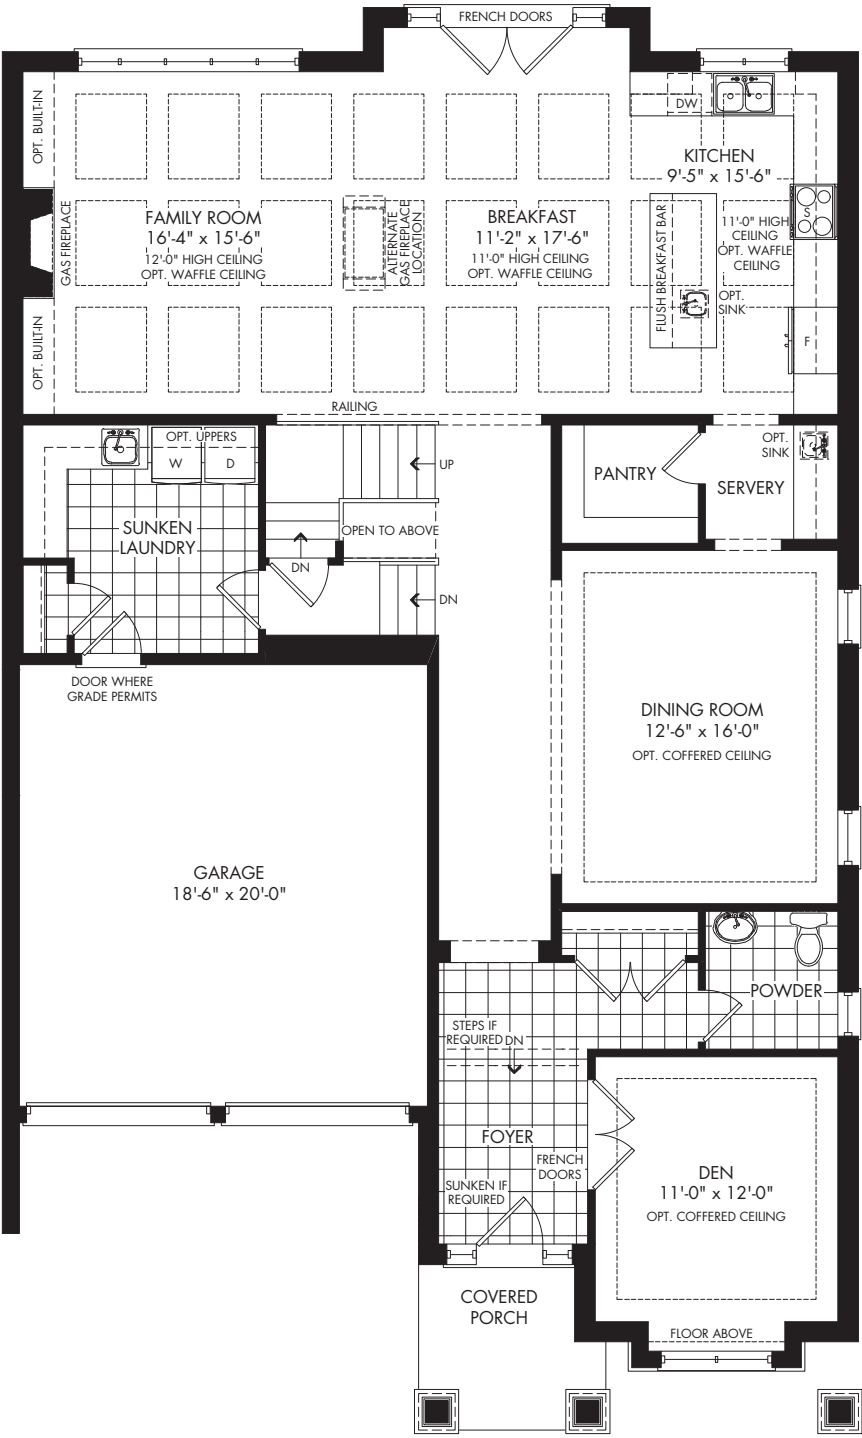 FRENCH DOORS
OPT. BUILT-IN
DW
KITCHEN
9'-5" x 15'-6"
GAS FIREPLACE
FAMILY ROOM
16'-4" x 15'-6"
12'-0" HIGH CEILING
OPT. WAFFLE CEILING
ALTERNATE
GAS FIREPLACE
LOCATION
BREAKFAST
11'-2" x 17'-6"
11'-0" HIGH CEILING
OPT. WAFFLE CEILING
FLUSH BREAKFAST BAR
11'-0" HIGH
CEILING
OPT. WAFFLE
CEILING
S
OPT.
SINK
OPT. BUILT-IN
F
RAILING
OPT. UPPERS
W
D
UP
OPT.
SINK
PANTRY
SERVERY
SUNKEN
LAUNDRY
OPEN TO ABOVE
DN
DN
DOOR WHERE
GRADE PERMITS
DINING ROOM
12'-6" x 16'-0"
OPT. COFFERED CEILING
GARAGE
18'-6" x 20'-0"
POWDER
STEPS IF
REQUIRED
DN
FOYER
FRENCH
DOORS
SUNKEN IF
REQUIRED
DEN
11'-0" x 12'-0"
OPT. COFFERED CEILING
COVERED
PORCH
FLOOR ABOVE